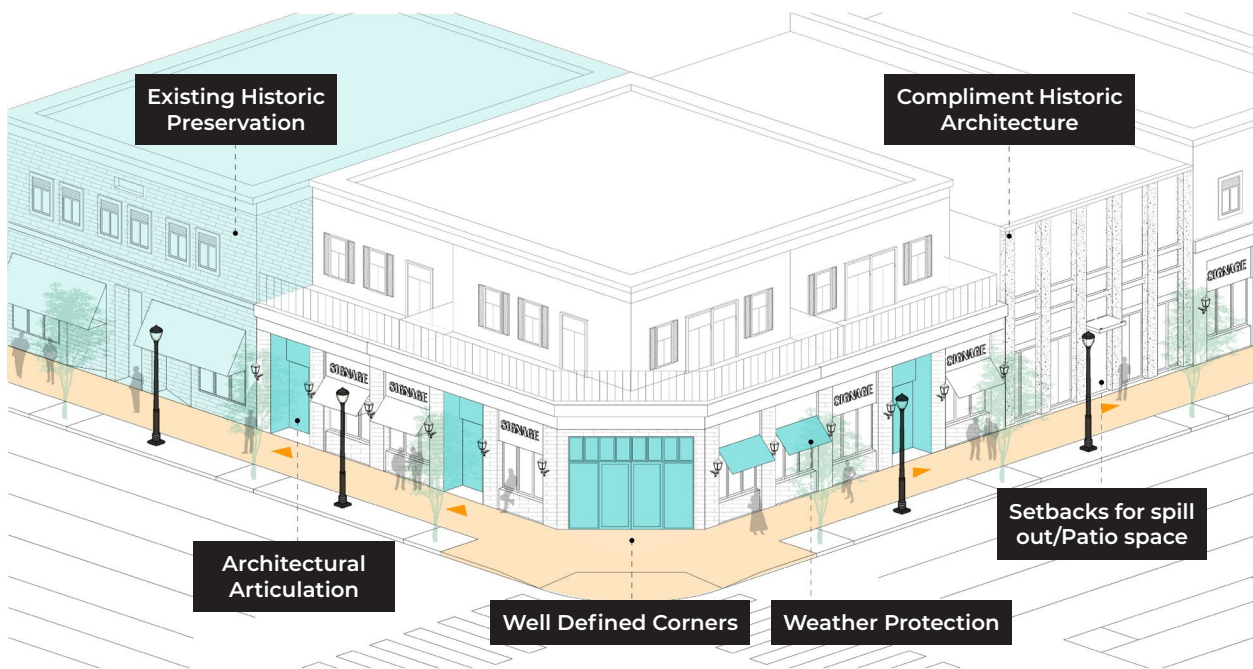 Existing Historic
Preservation
Compliment Historic
Architecture
SIGNAGE
SIGNAGE
SIGNAGE
SIGNAGE
SIGNAGE
SIGNAGE
Setbacks for spill
out/Patio space
Architectural
Articulation
Well Defined Corners
Weather Protection